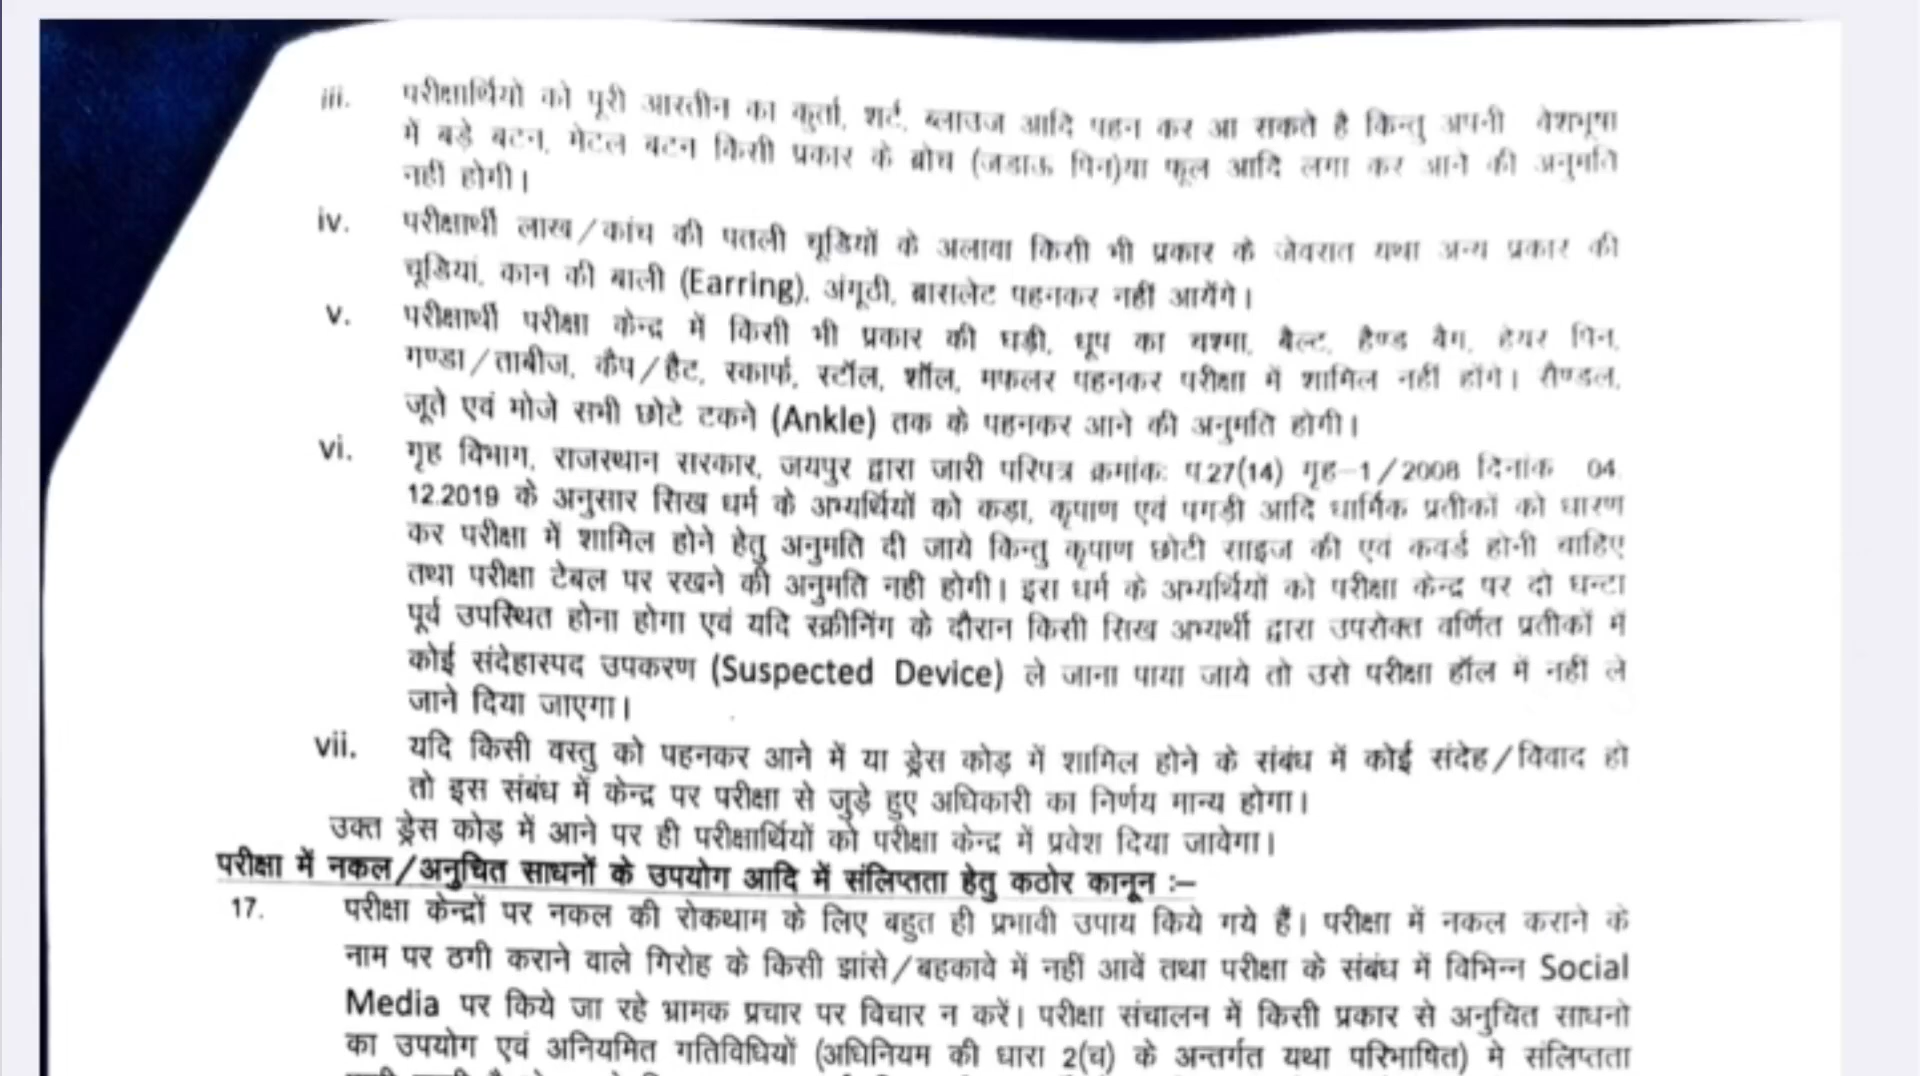 iii. परीक्षार्थियों को पूरी आस्तीन का कुर्ता, शर्ट, ब्लाउज आदि पहन कर आ सकते है किन्तु अपनी वेशभूषा
में बड़े बटन, मेटल बटन किसी प्रकार के ब्रोच (जडाऊ पिन)या फूल आदि लगा कर आने की अनुमति
नहीं होगी।
iv. परीक्षार्थी लाख/कांच की पतली चूडियों के अलावा किसी भी प्रकार के जेवरात यथा अन्य प्रकार की
चूडियां, कान की बाली (Earring), अंगूठी, बासलेट पहनकर नहीं आयेंगे।
v. परीक्षार्थी परीक्षा केन्द्र में किसी भी प्रकार की घड़ी, धूप का चश्मा, बैल्ट, हैण्ड बैग, हेयर पिन,
गण्डा/ताबीज, कैप/हैट, स्कार्फ, स्टॉल, शॉल, मफलर पहनकर परीक्षा में शामिल नहीं होंगे। सैण्डल,
जूते एवं मोजे सभी छोटे टकने (Ankle) तक के पहनकर आने की अनुमति होगी।
vi. गृह विभाग, राजस्थान सरकार, जयपुर द्वारा जारी परिपत्र क्रमांकः प.27(14) गृह-1/2008 दिनांक 04.
12.2019 के अनुसार सिख धर्म के अभ्यर्थियों को कड़ा, कृपाण एवं पगड़ी आदि धार्मिक प्रतीकों को धारण
कर परीक्षा में शामिल होने हेतु अनुमति दी जाये किन्तु कृपाण छोटी साइज की एवं कवर्ड होनी चाहिए
तथा परीक्षा टेबल पर रखने की अनुमति नही होगी। इस धर्म के अभ्यर्थियों को परीक्षा केन्द्र पर दो घन्टा
पूर्व उपस्थित होना होगा एवं यदि स्क्रीनिंग के दौरान किसी सिख अभ्यर्थी द्वारा उपरोक्त वर्णित प्रतीकों में
कोई संदेहास्पद उपकरण (Suspected Device) ले जाना पाया जाये तो उसे परीक्षा हॉल में नहीं ले
जाने दिया जाएगा।
vii. यदि किसी वस्तु को पहनकर आने में या ड्रेस कोड़ में शामिल होने के संबंध में कोई संदेह/विवाद हो
तो इस संबंध में केन्द्र पर परीक्षा से जुड़े हुए अधिकारी का निर्णय मान्य होगा।
उक्त ड्रेस कोड़ में आने पर ही परीक्षार्थियों को परीक्षा केन्द्र में प्रवेश दिया जावेगा।
परीक्षा में नकल/अनुचित साधनों के उपयोग आदि में संलिप्तता हेतु कठोर कानून :–
17. परीक्षा केन्द्रों पर नकल की रोकथाम के लिए बहुत ही प्रभावी उपाय किये गये हैं। परीक्षा में नकल कराने के
नाम पर ठगी कराने वाले गिरोह के किसी झांसे/बहकावे में नहीं आवें तथा परीक्षा के संबंध में विभिन्न Social
Media पर किये जा रहे भ्रामक प्रचार पर विचार न करें। परीक्षा संचालन में किसी प्रकार से अनुचित साधनो
का उपयोग एवं अनियमित गतिविधियों (अधिनियम की धारा 2(च) के अन्तर्गत यथा परिभाषित) मे संलिप्तता